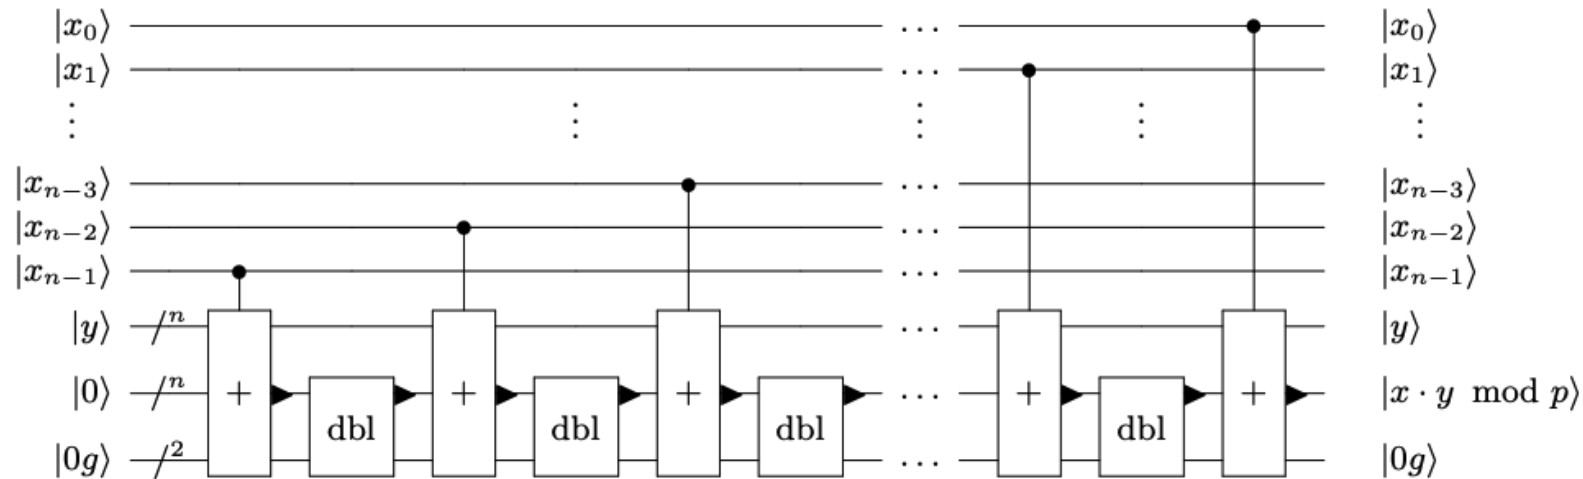 |x₀⟩ ⋯ |x₀⟩
|x₁⟩ ⋯ |x₁⟩
⋮ ⋮ ⋮ ⋮ ⋮
|xₙ₋₃⟩ ⋯ |xₙ₋₃⟩
|xₙ₋₂⟩ ⋯ |xₙ₋₂⟩
|xₙ₋₁⟩ ⋯ |xₙ₋₁⟩
|y⟩ n ⋯ |y⟩
|0⟩ n + + + ⋯ + + |x · y mod p⟩
dbl dbl dbl dbl
|0g⟩ 2 ⋯ |0g⟩